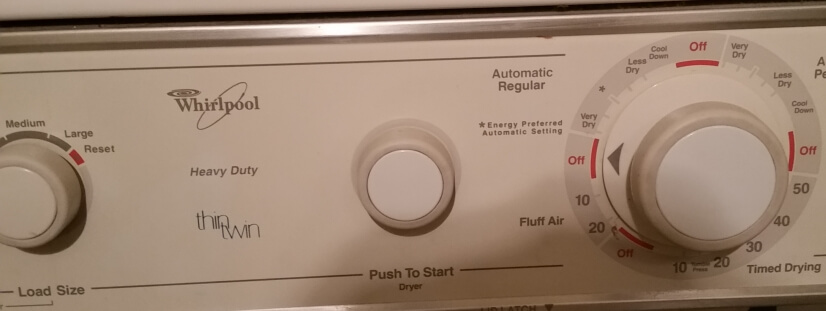 Medium
Large
Reset
Load Size
Whirlpool
Heavy Duty
thin twin
Push To Start
Dryer
Automatic
Regular
*Energy Preferred
Automatic Setting
Fluff Air
Off
Very
Dry
Less
Dry
Cool
Down
Off
10
20
Off
Very
Dry
*
Less
Dry
Cool
Down
Off
50
40
30
20
10
Timed Drying